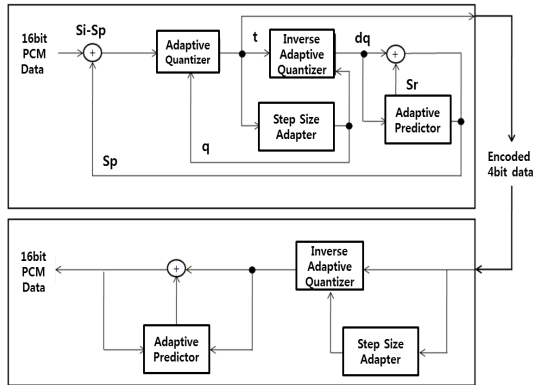 16bit
PCM
Data
Si-Sp
+
Adaptive
Quantizer
t
Inverse
Adaptive
Quantizer
dq
+
Sr
Step Size
Adapter
Adaptive
Predictor
q
Sp
Encoded
4bit data
16bit
PCM
Data
+
Inverse
Adaptive
Quantizer
Adaptive
Predictor
Step Size
Adapter